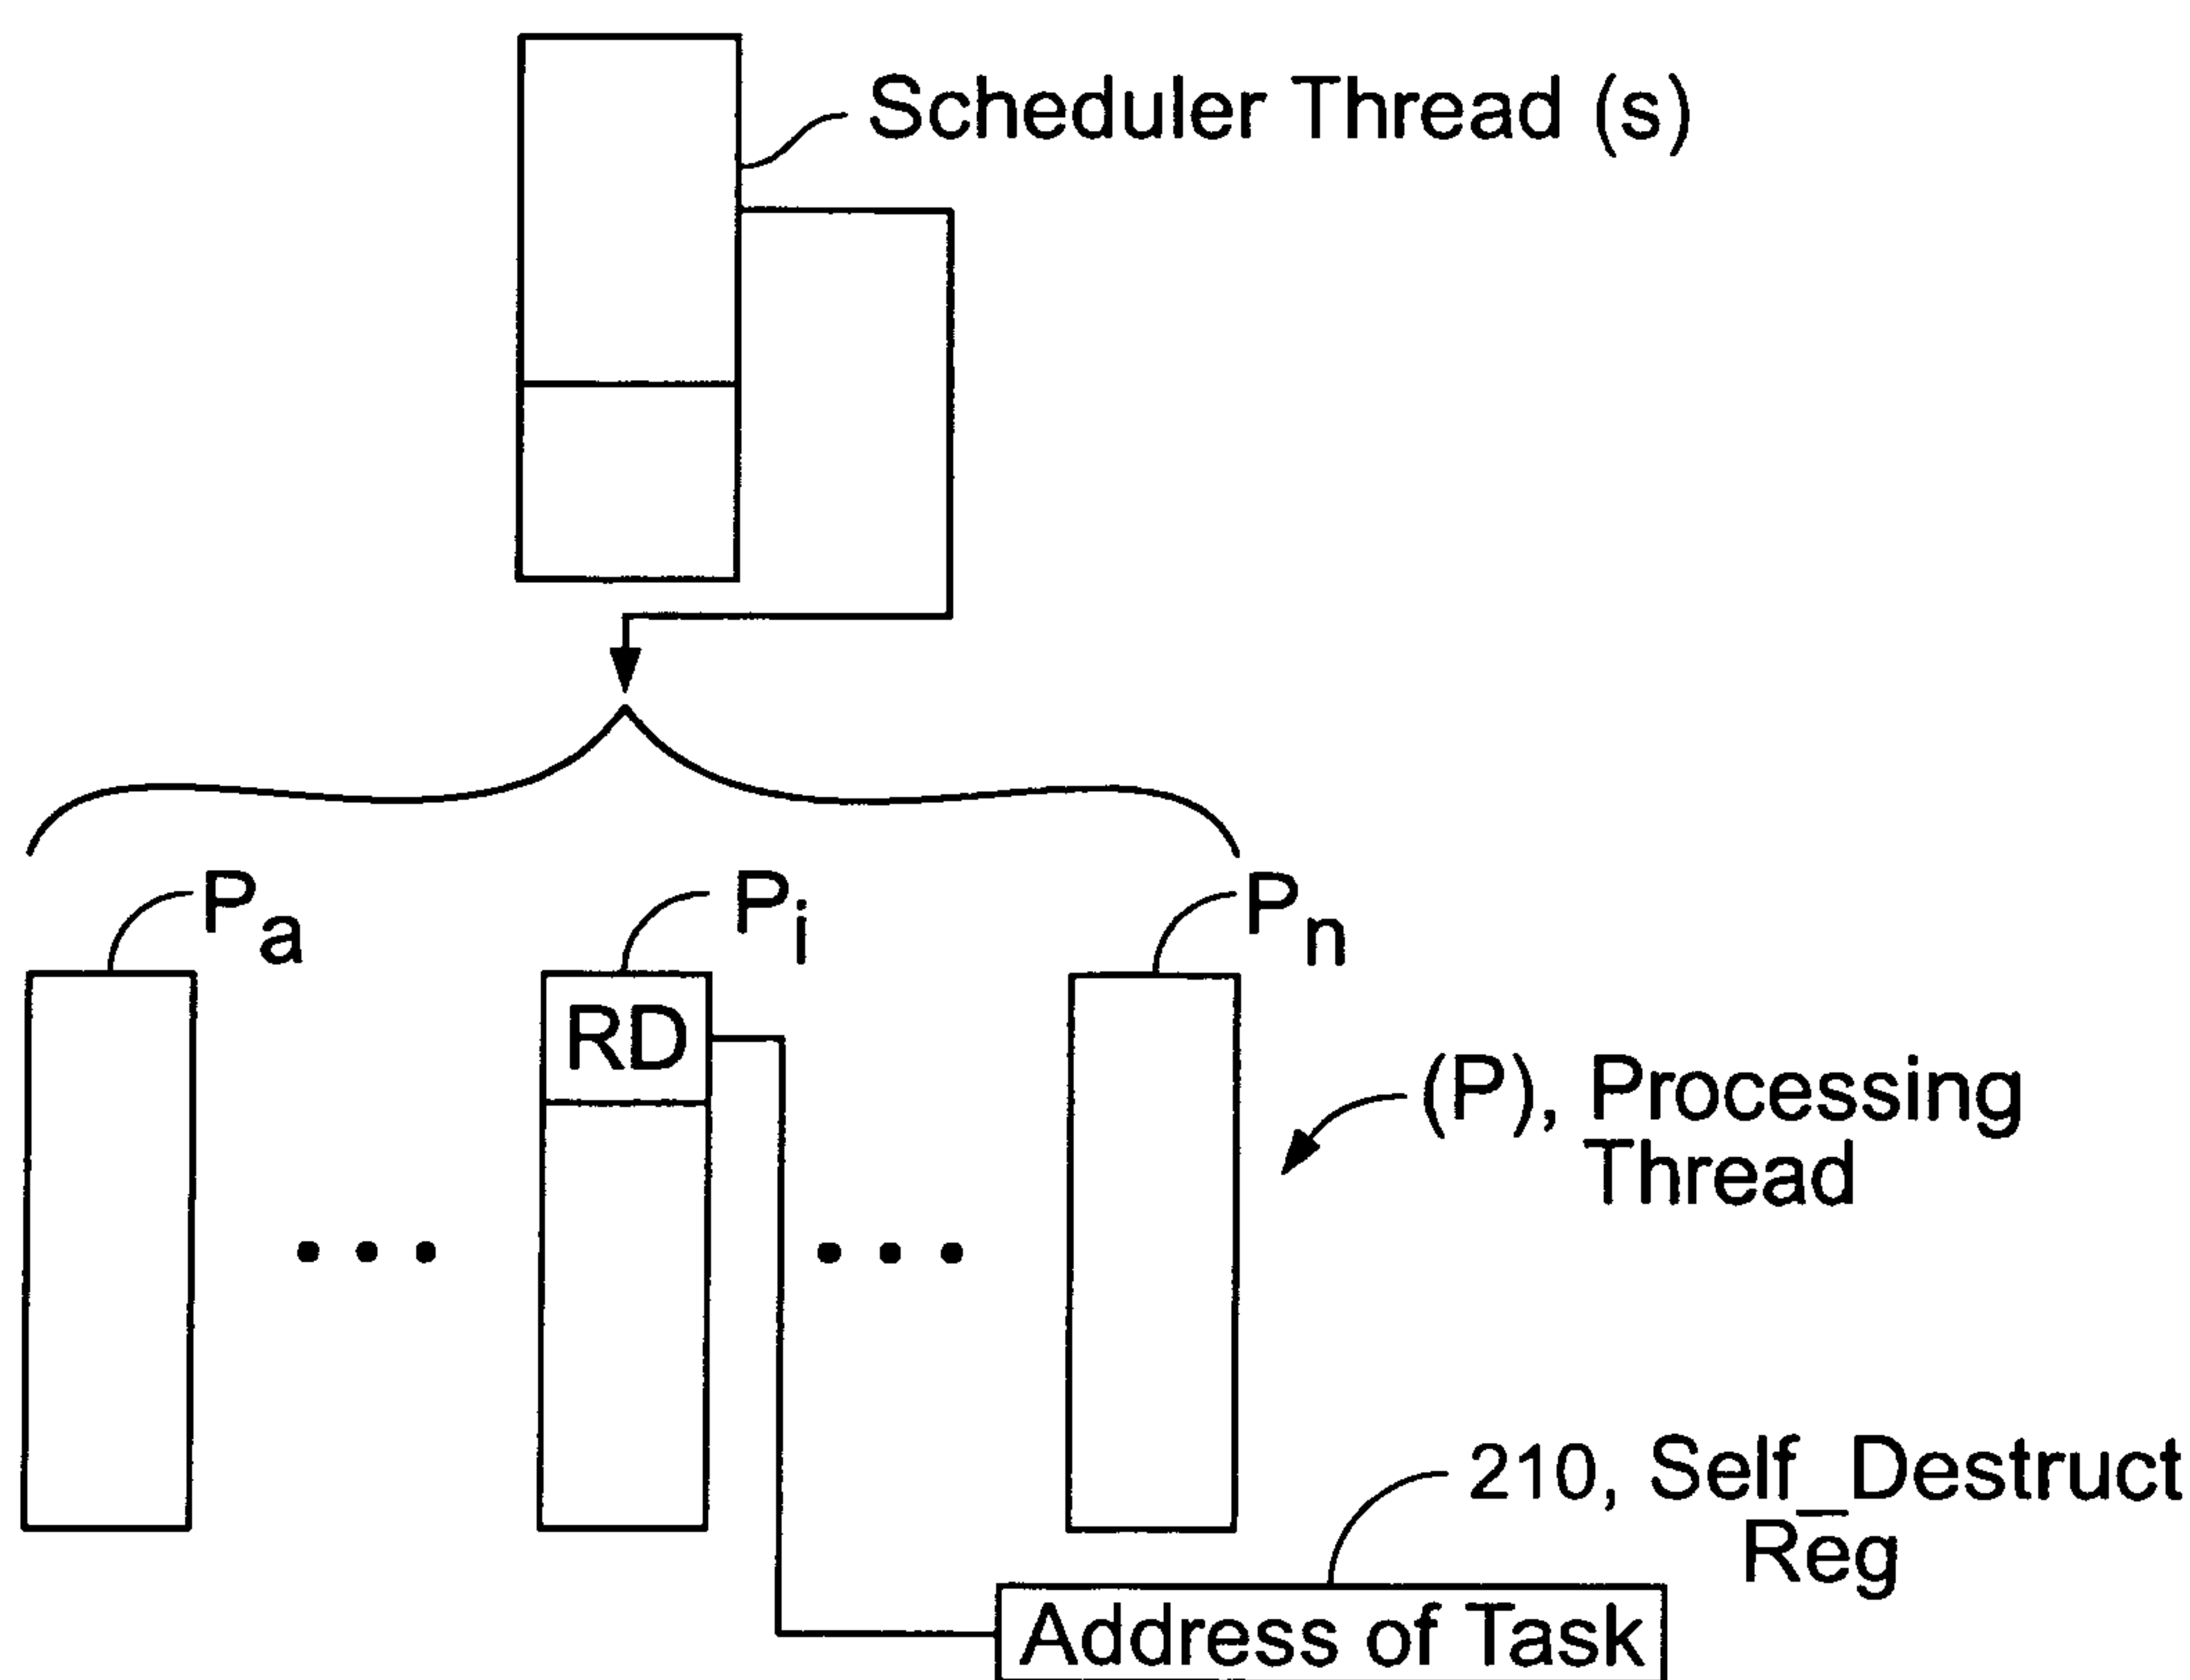 Scheduler Thread (s)
Pa
Pi
Pn
RD
(P), Processing
Thread
210, Self_Destruct
Reg
Address of Task